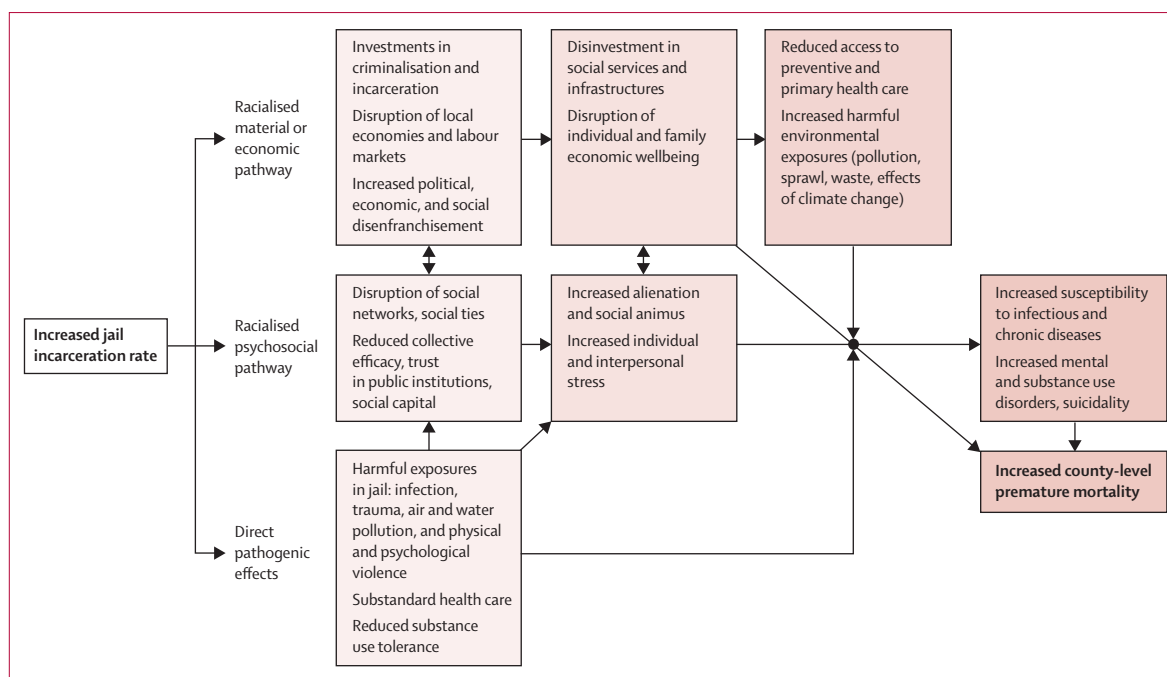 Increased jail
incarceration rate
Racialised
material or
economic pathway
Racialised
psychosocial
pathway
Direct
pathogenic
effects
Investments in
criminalisation and
incarceration
Disruption of local
economies and labour
markets
Increased political,
economic, and social
disenfranchisement
Disruption of social
networks, social ties
Reduced collective
efficacy, trust
in public institutions,
social capital
Harmful exposures
in jail: infection,
trauma, air and water
pollution, and physical
and psychological
violence
Substandard health care
Reduced substance
use tolerance
Disinvestment in
social services and
infrastructures
Disruption of
individual and family
economic wellbeing
Increased alienation
and social animus
Increased individual
and interpersonal
stress
Reduced access to
preventive and
primary health care
Increased harmful
environmental
exposures (pollution,
sprawl, waste, effects
of climate change)
Increased susceptibility
to infectious and
chronic diseases
Increased mental
and substance use
disorders, suicidality
Increased county-level
premature mortality